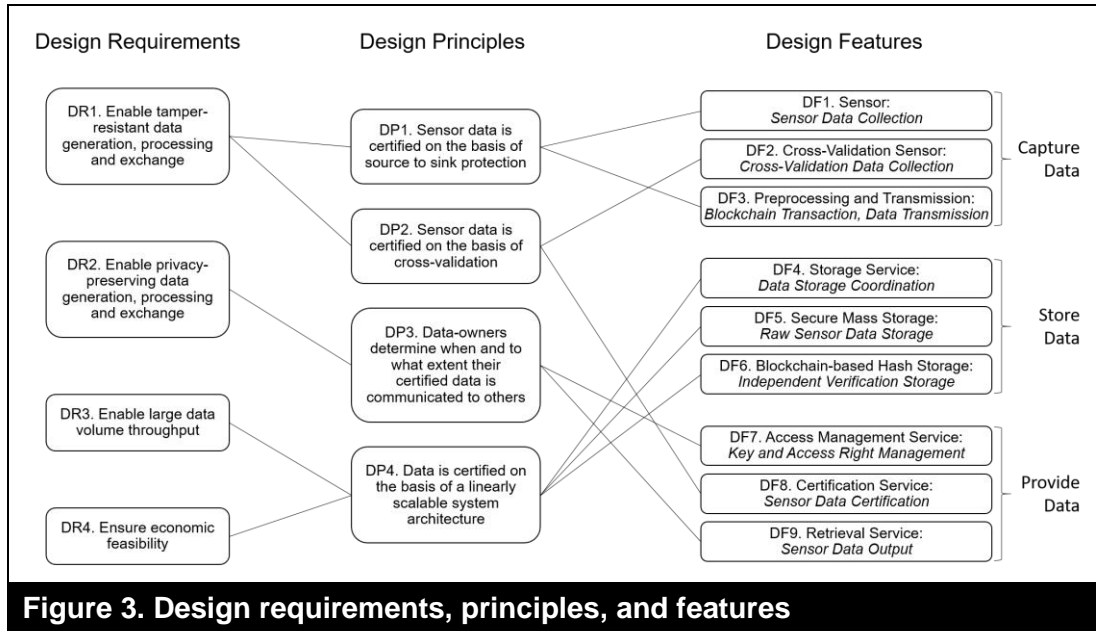 Design Requirements
Design Principles
Design Features
DR1. Enable tamper-
resistant data
generation, processing
and exchange
DR2. Enable privacy-
preserving data
generation, processing
and exchange
DR3. Enable large data
volume throughput
DR4. Ensure economic
feasibility
DP1. Sensor data is
certified on the basis of
source to sink protection
DP2. Sensor data is
certified on the basis of
cross-validation
DP3. Data-owners
determine when and to
what extent their
certified data is
communicated to others
DP4. Data is certified on
the basis of a linearly
scalable system
architecture
DF1. Sensor:
Sensor Data Collection
DF2. Cross-Validation Sensor:
Cross-Validation Data Collection
DF3. Preprocessing and Transmission:
Blockchain Transaction, Data Transmission
Capture
Data
DF4. Storage Service:
Data Storage Coordination
DF5. Secure Mass Storage:
Raw Sensor Data Storage
DF6. Blockchain-based Hash Storage:
Independent Verification Storage
Store
Data
DF7. Access Management Service:
Key and Access Right Management
DF8. Certification Service:
Sensor Data Certification
DF9. Retrieval Service:
Sensor Data Output
Provide
Data
Figure 3. Design requirements, principles, and features